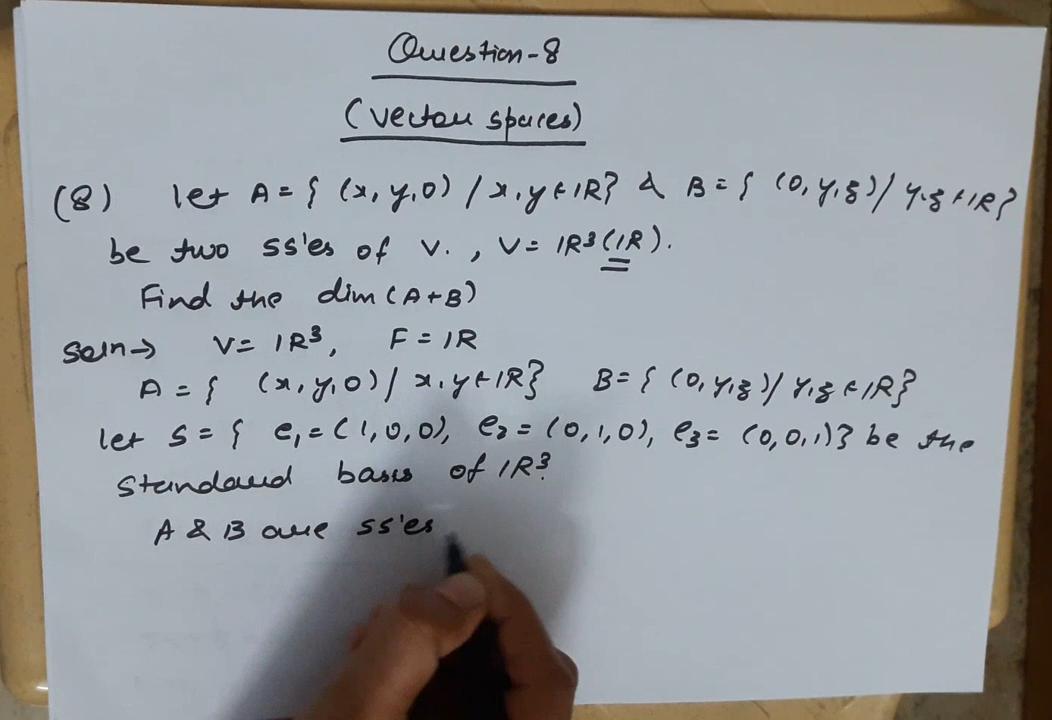 Question-8
(vector spaces)
(8) let A = { (x, y, 0) / x, y ∈ IR} & B = { (0, y, z) / y, z ∈ IR}
be two ss'es of V. , V = IR³ (IR).
Find the dim (A+B)
Soln → V = IR³, F = IR
A = { (x, y, 0) / x, y ∈ IR} B = { (0, y, z) / y, z ∈ IR}
let S = { e₁ = (1, 0, 0), e₂ = (0, 1, 0), e₃ = (0, 0, 1)} be the
standard basis of IR³.
A & B are ss'es